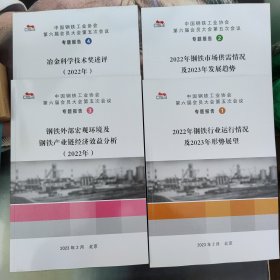 中国钢铁工业协会
第六届会员大会第五次会议
专题报告 4
冶金科学技术奖述评
（2022年）
中国钢铁工业协会
第六届会员大会第五次会议
专题报告 2
2022年钢铁市场供需情况
及2023年发展趋势
中国钢铁工业协会
第六届会员大会第五次会议
专题报告 3
钢铁外部宏观环境及
钢铁产业链经济效益分析
（2022年）
2023年2月 北京
中国钢铁工业协会
第六届会员大会第五次会议
专题报告 1
2022年钢铁行业运行情况
及2023年形势展望
2023年2月 北京